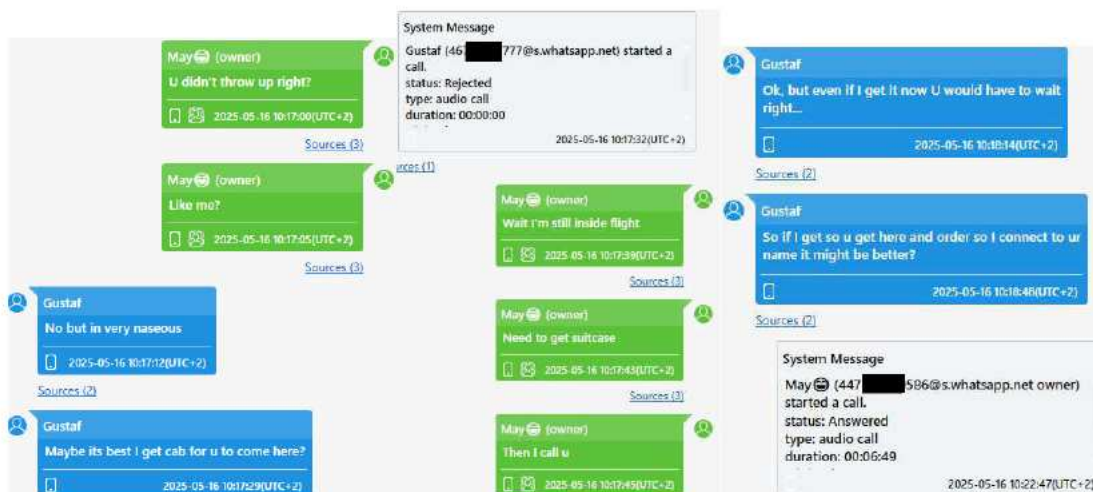 May😂 (owner)
U didn't throw up right?
2025-05-16 10:17:00(UTC+2)
Sources (3)
May😂 (owner)
Like me?
2025-05-16 10:17:05(UTC+2)
Sources (3)
Gustaf
No but in very naseous
2025-05-16 10:17:12(UTC+2)
Sources (2)
Gustaf
Maybe its best I get cab for u to come here?
2025-05-16 10:17:29(UTC+2)
System Message
Gustaf (46 777@s.whatsapp.net) started a
call.
status: Rejected
type: audio call
duration: 00:00:00
2025-05-16 10:17:32(UTC+2)
rces (1)
May😂 (owner)
Wait I'm still inside flight
2025-05-16 10:17:39(UTC+2)
Sources (3)
May😂 (owner)
Need to get suitcase
2025-05-16 10:17:43(UTC+2)
Sources (3)
May😂 (owner)
Then I call u
2025-05-16 10:17:45(UTC+2)
Gustaf
Ok, but even if I get it now U would have to wait
right...
2025-05-16 10:18:14(UTC+2)
Sources (2)
Gustaf
So if I get so u get here and order so I connect to ur
name it might be better?
2025-05-16 10:18:48(UTC+2)
Sources (2)
System Message
May😂 (447 586@s.whatsapp.net owner)
started a call.
status: Answered
type: audio call
duration: 00:06:49
2025-05-16 10:22:47(UTC+2)